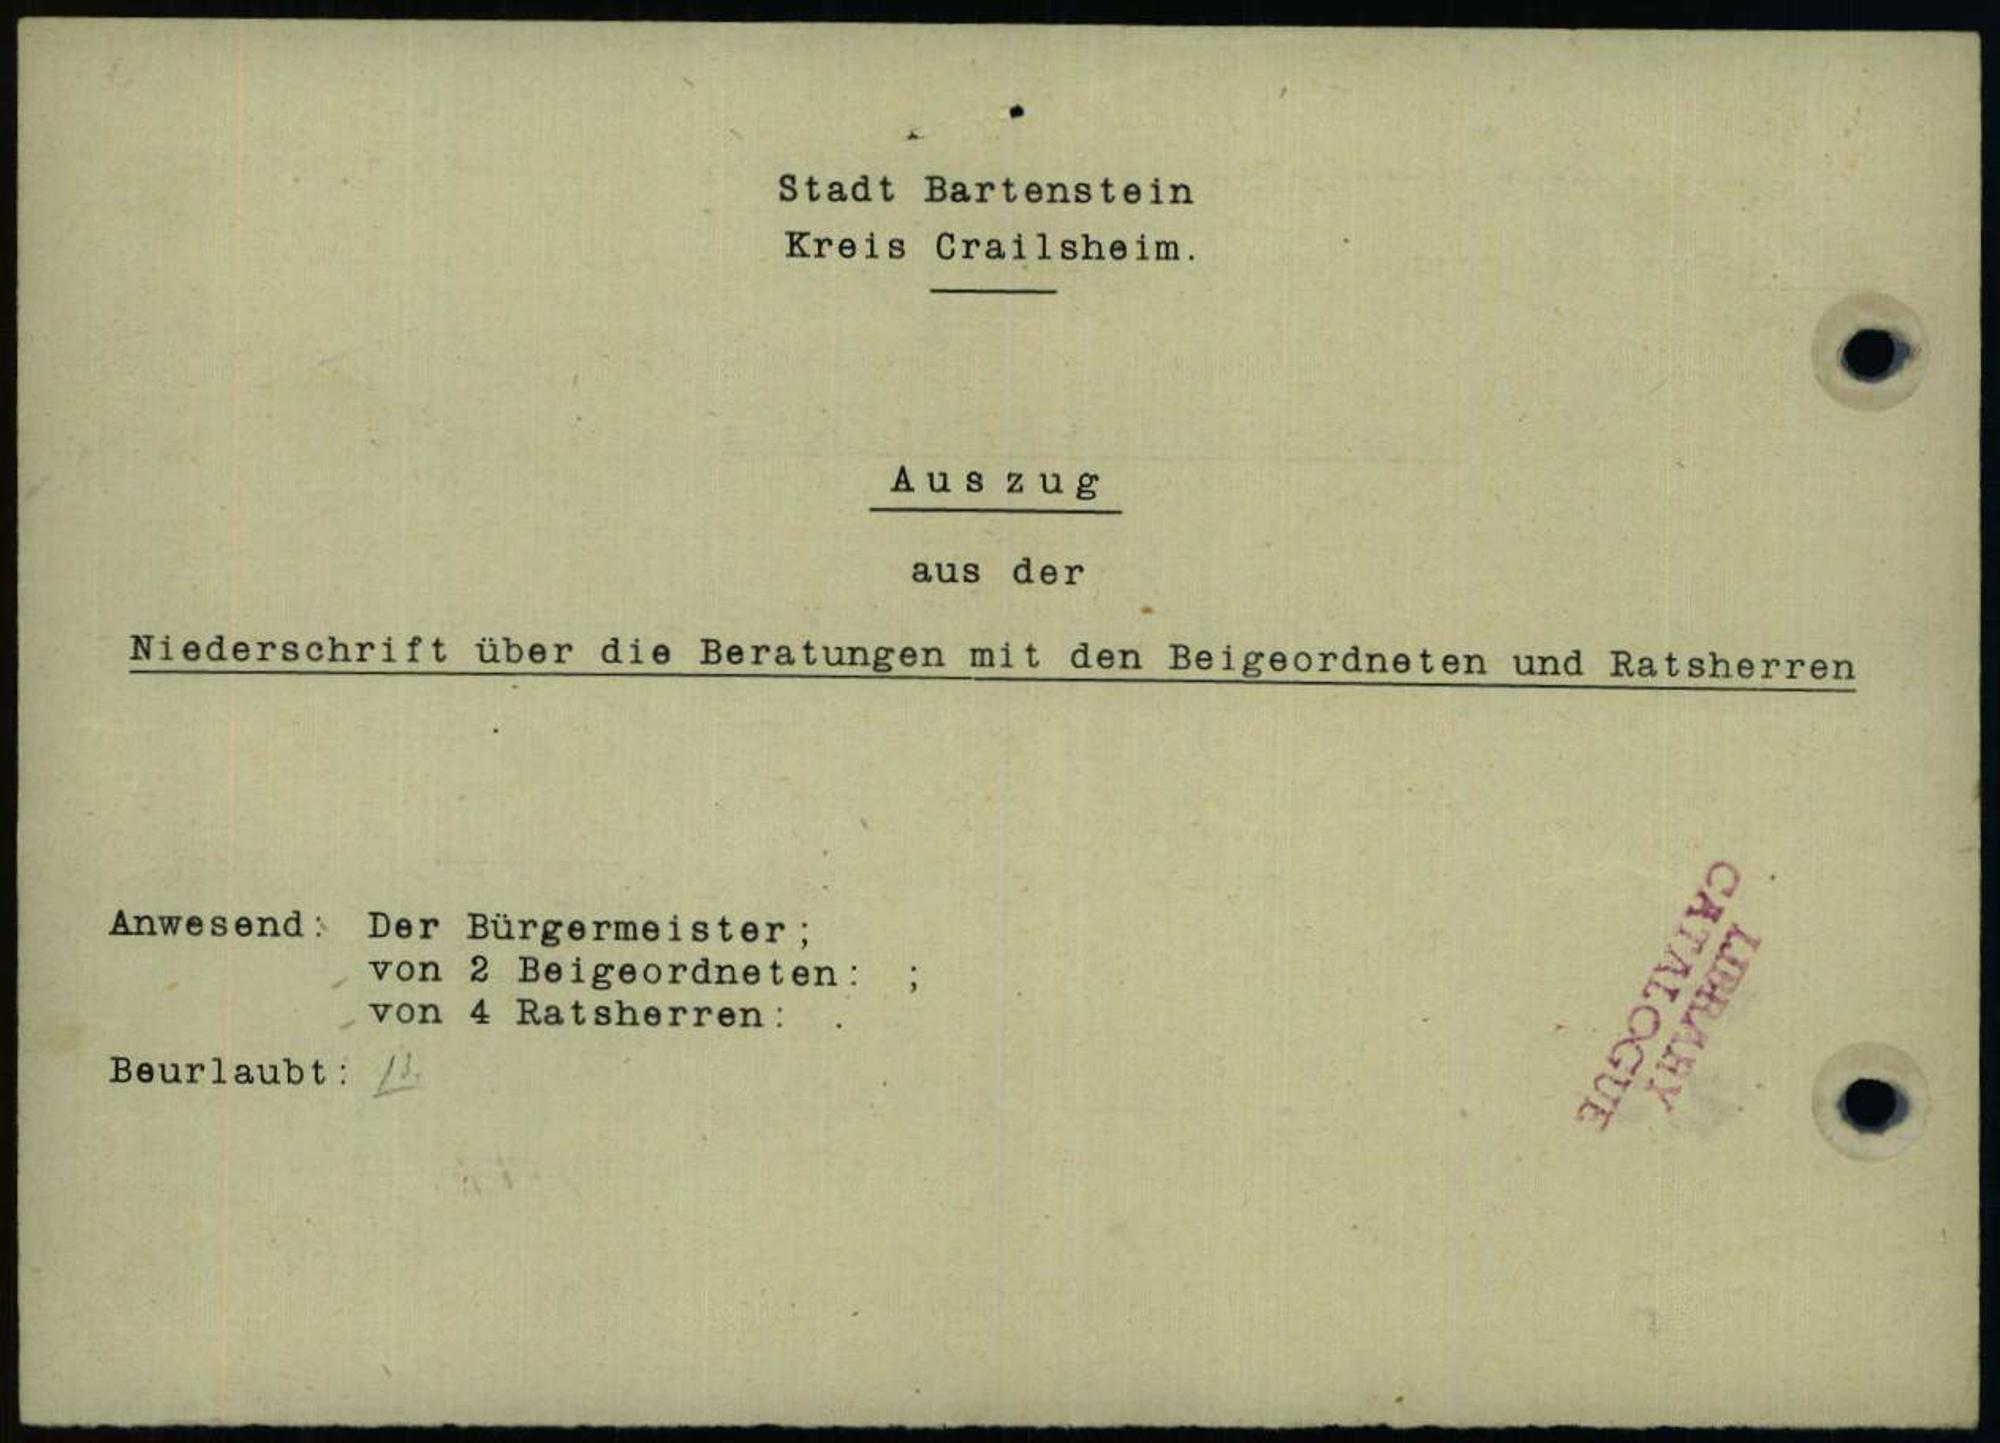 Stadt Bartenstein
Kreis Crailsheim.
Auszug
aus der
Niederschrift über die Beratungen mit den Beigeordneten und Ratsherren
Anwesend: Der Bürgermeister;
von 2 Beigeordneten: ;
von 4 Ratsherren: .
Beurlaubt:
LIBRARY
CATALOGUE